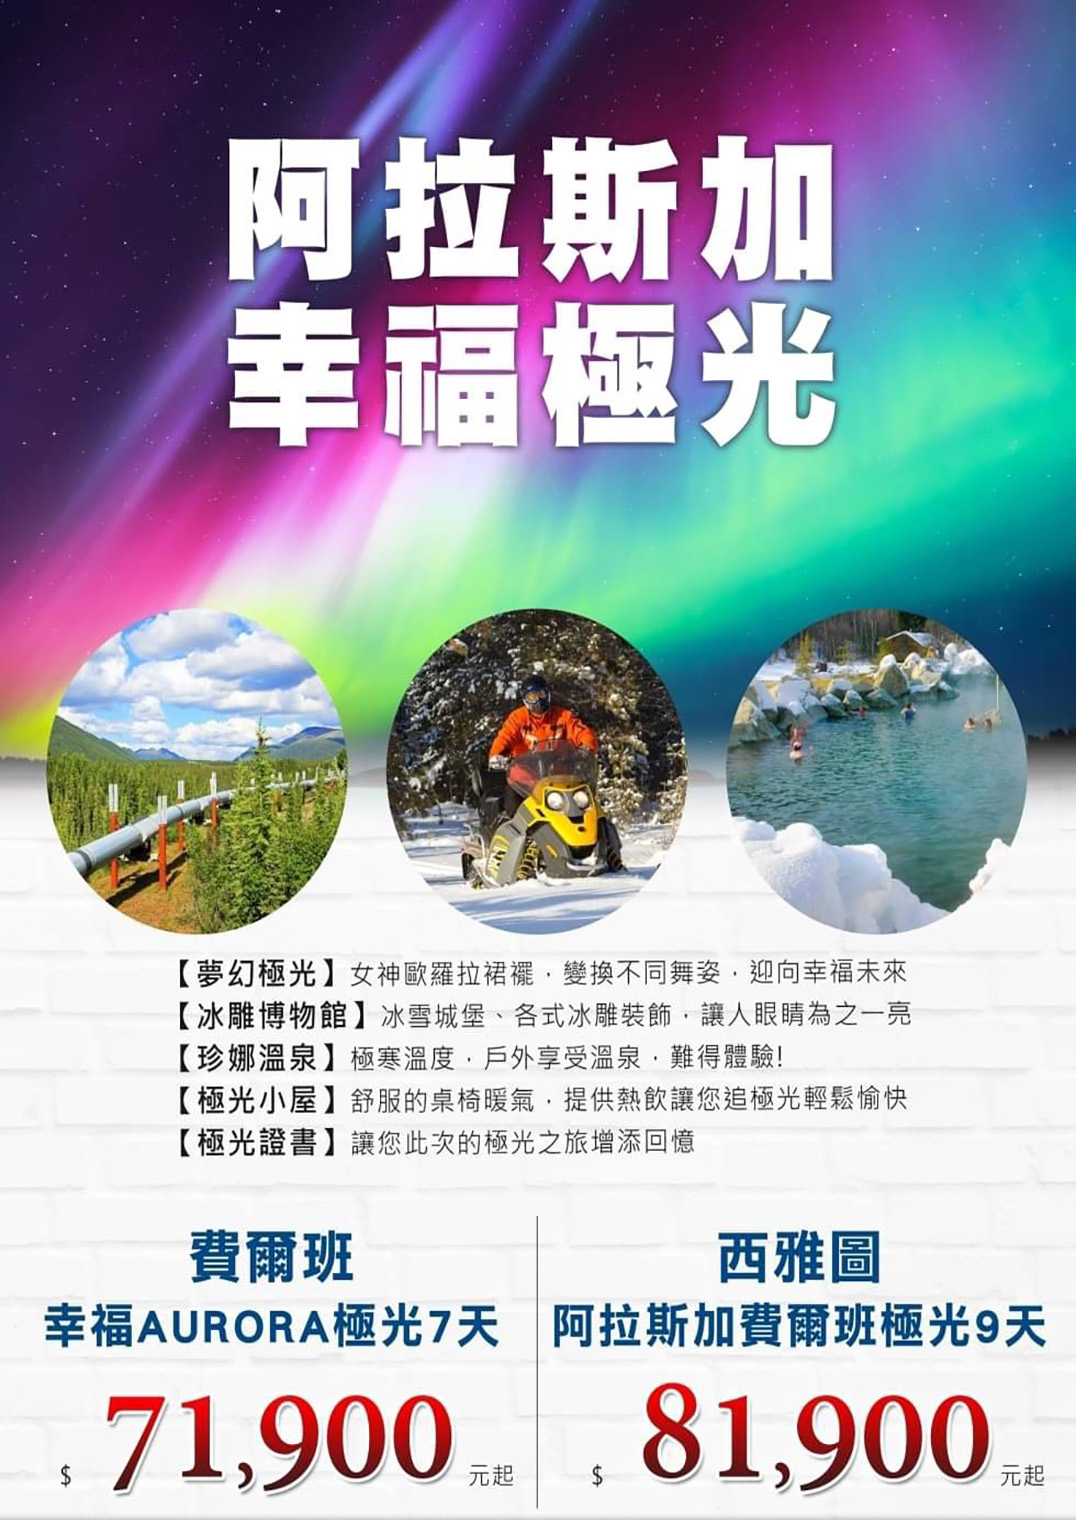 阿拉斯加
幸福極光
【夢幻極光】女神歐羅拉裙襬，變換不同舞姿，迎向幸福未來
【冰雕博物館】冰雪城堡、各式冰雕裝飾，讓人眼睛為之一亮
【珍娜溫泉】極寒溫度，戶外享受溫泉，難得體驗!
【極光小屋】舒服的桌椅暖氣，提供熱飲讓您追極光輕鬆愉快
【極光證書】讓您此次的極光之旅增添回憶
費爾班
幸福AURORA極光7天
$ 71,900 元起
西雅圖
阿拉斯加費爾班極光9天
$ 81,900 元起